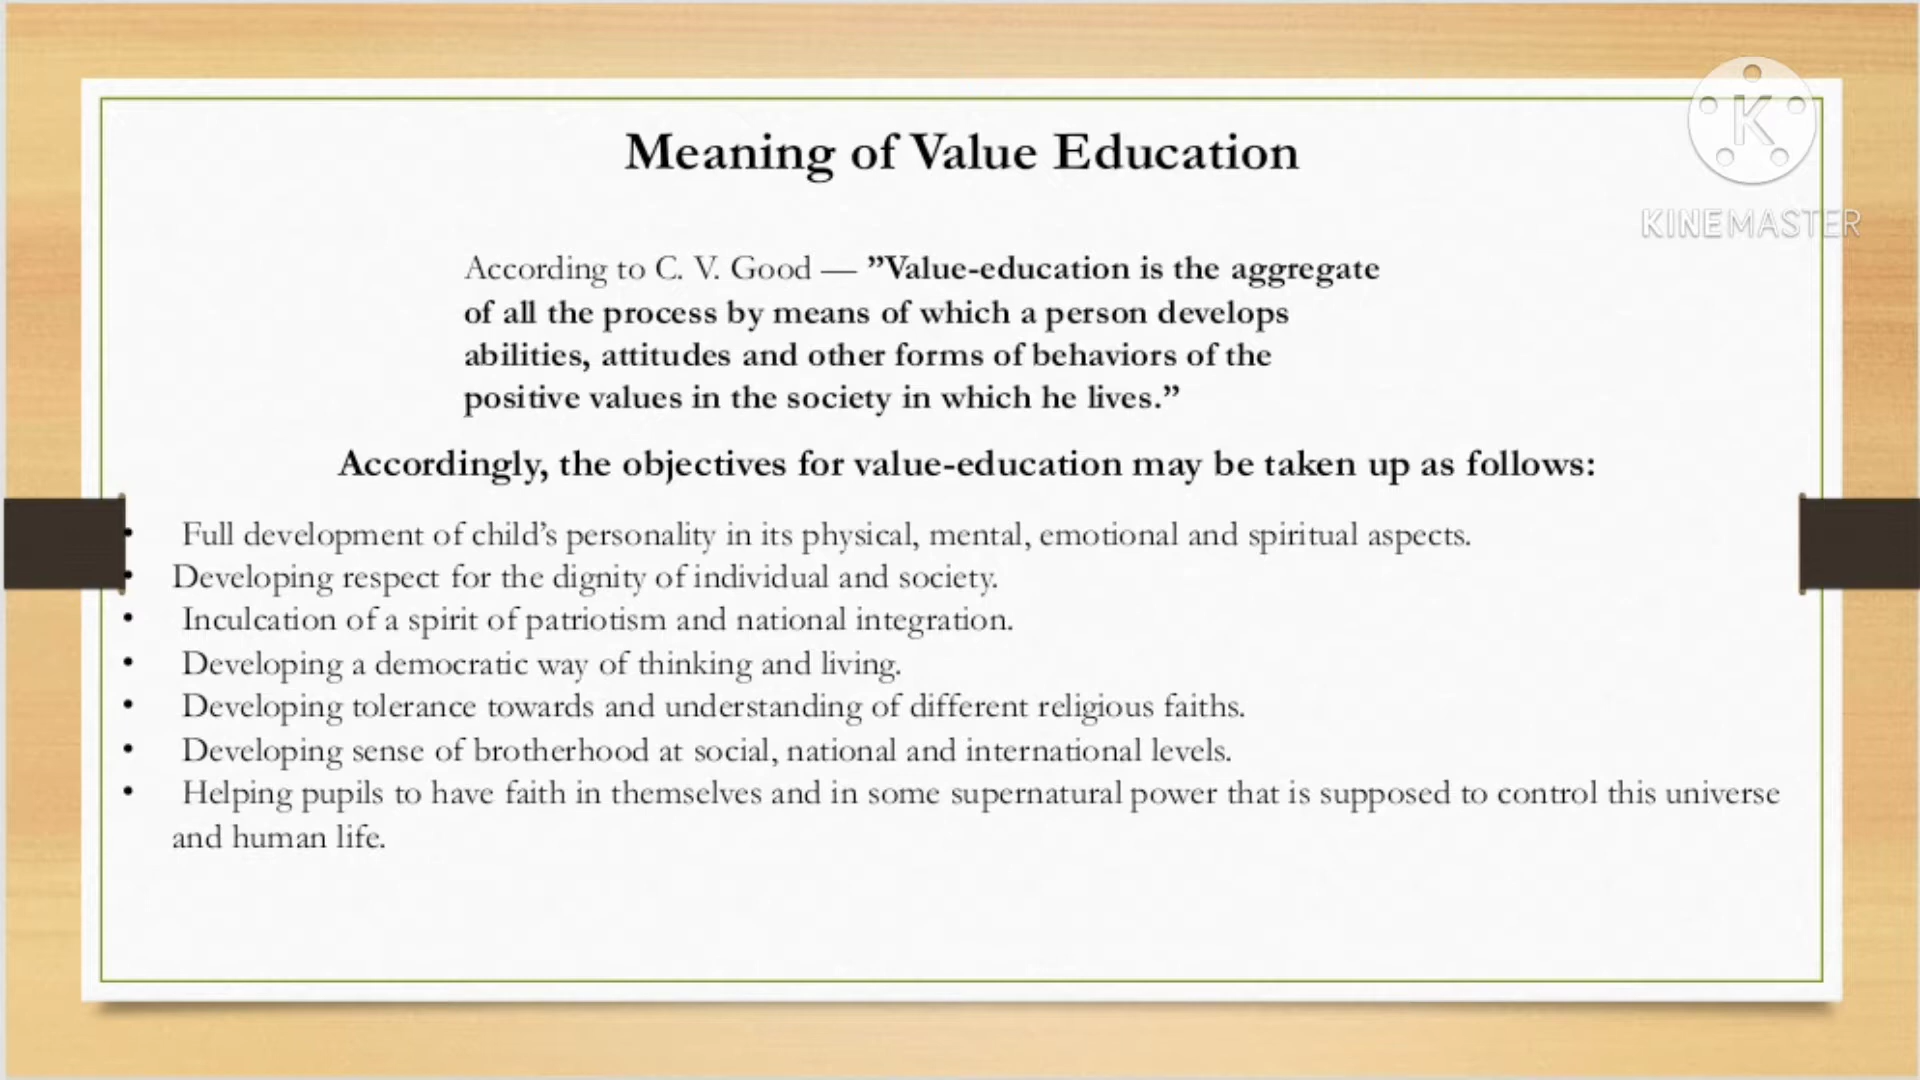 Meaning of Value Education
K
KINEMASTER
According to C. V. Good — ”Value-education is the aggregate
of all the process by means of which a person develops
abilities, attitudes and other forms of behaviors of the
positive values in the society in which he lives.”
Accordingly, the objectives for value-education may be taken up as follows:
• Full development of child’s personality in its physical, mental, emotional and spiritual aspects.
• Developing respect for the dignity of individual and society.
• Inculcation of a spirit of patriotism and national integration.
• Developing a democratic way of thinking and living.
• Developing tolerance towards and understanding of different religious faiths.
• Developing sense of brotherhood at social, national and international levels.
• Helping pupils to have faith in themselves and in some supernatural power that is supposed to control this universe
and human life.